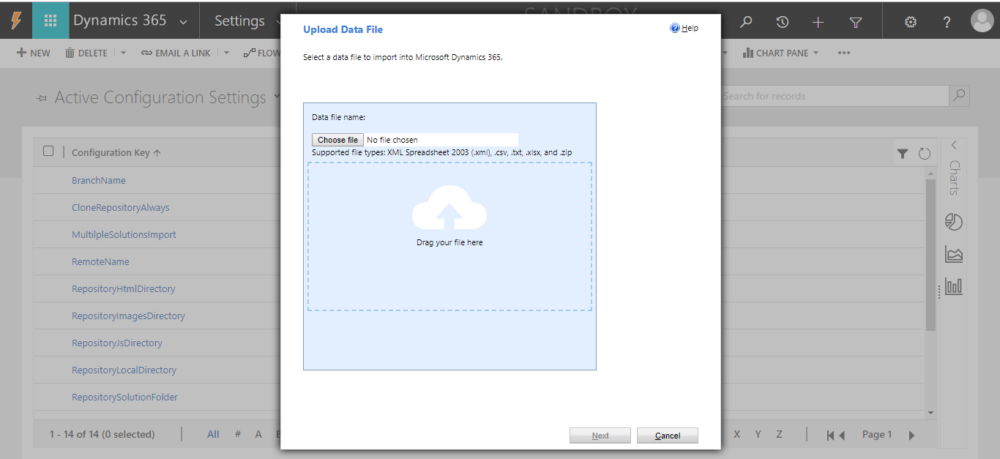 SANDBOX
Dynamics 365
Settings
?
NEW
DELETE
EMAIL A LINK
FLOW
CHART PANE
Active Configuration Settings
Search for records
Configuration Key
BranchName
CloneRepositoryAlways
MultilpleSolutionsImport
RemoteName
RepositoryHtmlDirectory
RepositoryImagesDirectory
RepositoryJsDirectory
RepositoryLocalDirectory
RepositorySolutionFolder
Charts
1 - 14 of 14 (0 selected)
All # A
X Y Z
Page 1
Upload Data File
? Help
Select a data file to import into Microsoft Dynamics 365.
Data file name:
Choose file No file chosen
Supported file types: XML Spreadsheet 2003 (.xml), .csv, .txt, .xlsx, and .zip
Drag your file here
Next
Cancel